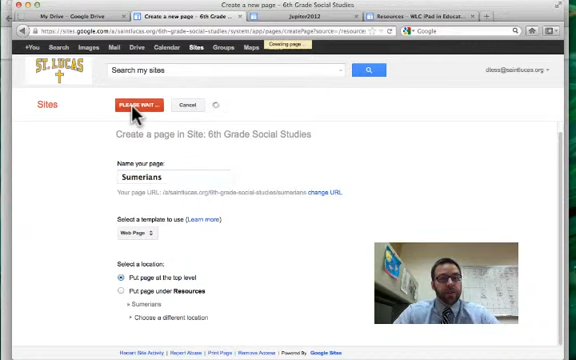 Create a new page - 6th Grade Social Studies
My Drive - Google Drive
Create a new page - 6th Grade ...
Jupiter2012
Resources - WLC iPad in Educat...
Google
+You Search Images Mail Drive Calendar Sites Groups Maps
Creating page...
ST. LUCAS
Search my sites
Sites
PLEASE WAIT ...
Cancel
Create a page in Site: 6th Grade Social Studies
Name your page:
Sumerians
Your page URL: /a/saintlucas.org/6th-grade-social-studies/sumerians change URL
Select a template to use (Learn more)
Web Page
Select a location:
Put page at the top level
Put page under Resources
Sumerians
Choose a different location
Recent Site Activity | Report Abuse | Print Page | Remove Access | Powered By Google Sites